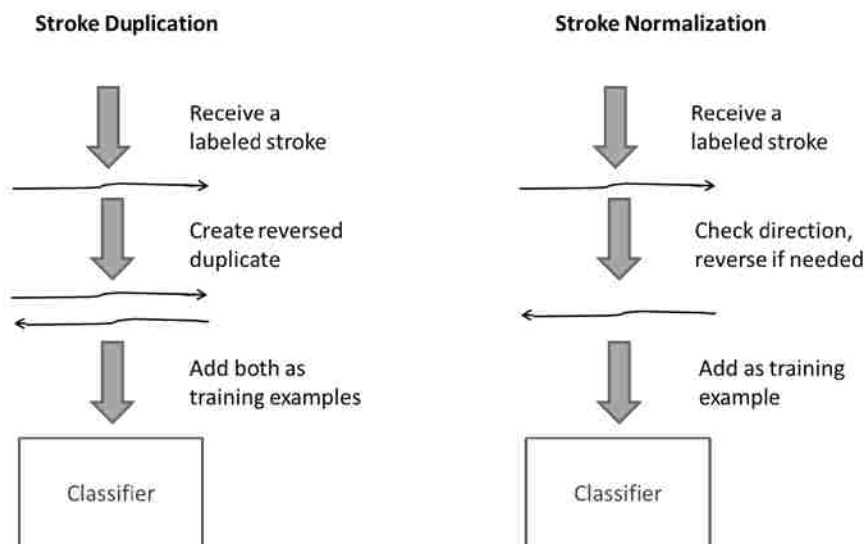 Stroke Duplication
Receive a
labeled stroke
Create reversed
duplicate
Add both as
training examples
Classifier
Stroke Normalization
Receive a
labeled stroke
Check direction,
reverse if needed
Add as training
example
Classifier